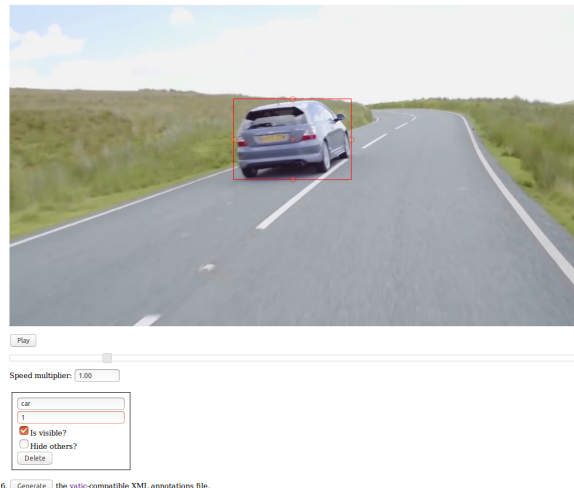 Play
Speed multiplier: 1.00
car
1
Is visible?
Hide others?
Delete
6. Generate the vatic-compatible XML annotations file.